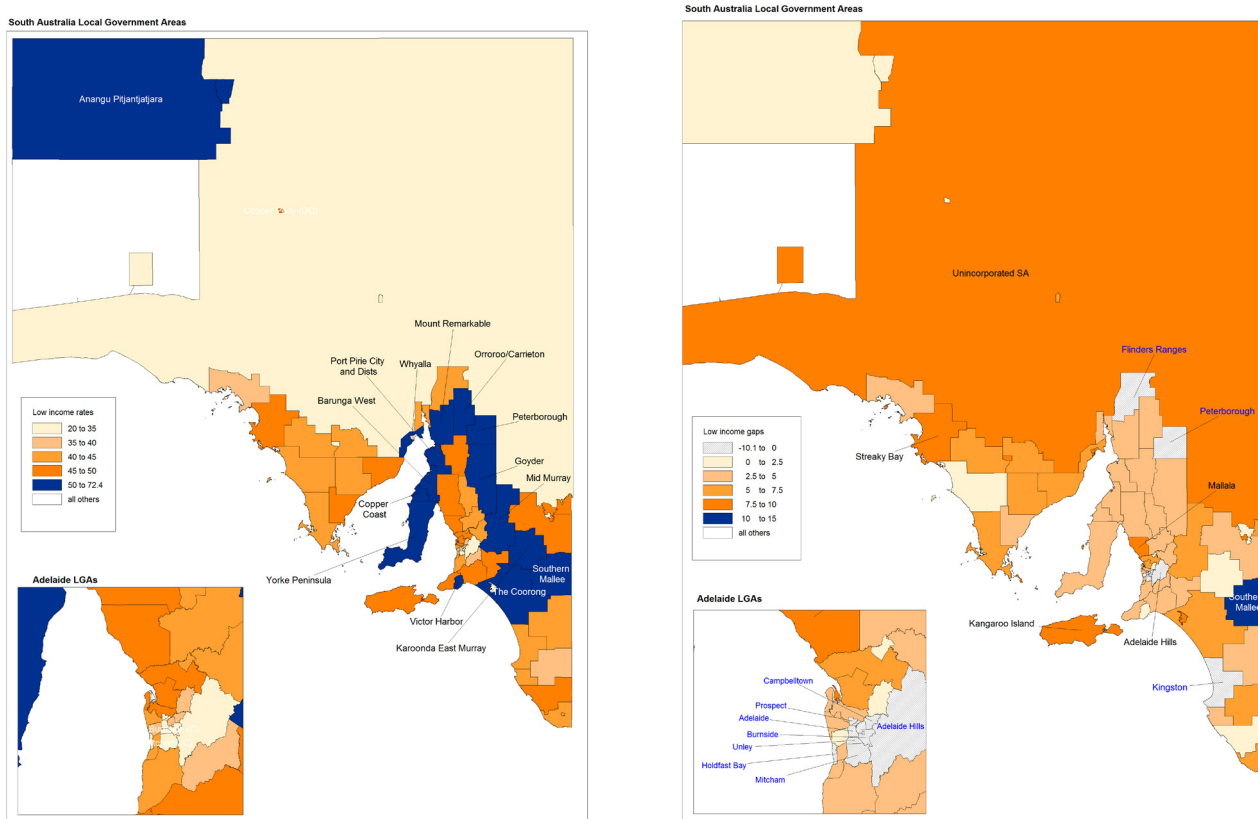 South Australia Local Government Areas
Anangu Pitjantjatjara
Mount Remarkable
Orroroo/Carrieton
Port Pirie City
and Dists
Whyalla
Barunga West
Peterborough
Goyder
Mid Murray
Copper
Coast
Yorke Peninsula
Southern
Mallee
The Coorong
Victor Harbor
Karoonda East Murray
Low income rates
20 to 35
35 to 40
40 to 45
45 to 50
50 to 72.4
all others
Adelaide LGAs
South Australia Local Government Areas
Unincorporated SA
Flinders Ranges
Peterborough
Streaky Bay
Mallala
Southern
Mallee
Kangaroo Island
Adelaide Hills
Kingston
Low income gaps
-10.1 to 0
0 to 2.5
2.5 to 5
5 to 7.5
7.5 to 10
10 to 15
all others
Adelaide LGAs
Campbelltown
Prospect
Adelaide
Adelaide Hills
Burnside
Unley
Holdfast Bay
Mitcham